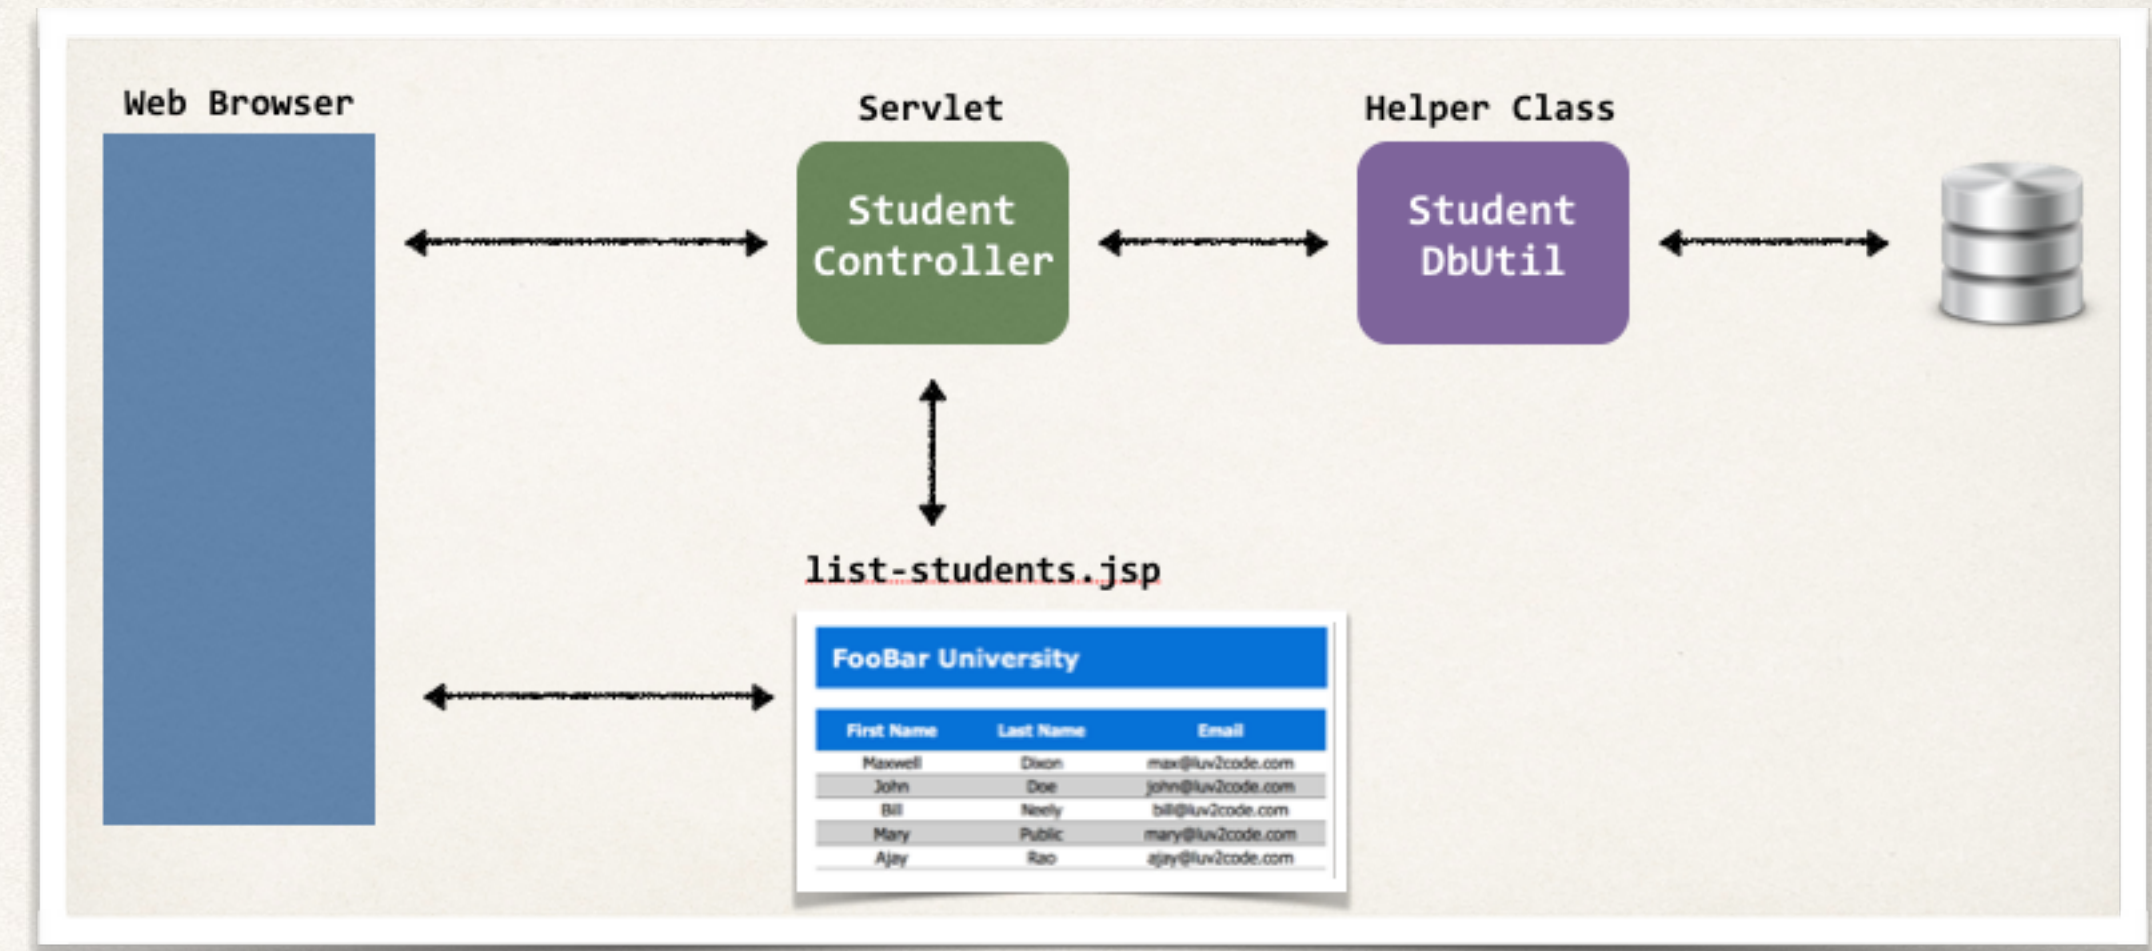 Web Browser
Servlet
Helper Class
Student
Controller
Student
DbUtil
list-students.jsp
FooBar University
First Name Last Name Email
Maxwell Dixon max@luv2code.com
John Doe john@luv2code.com
Bill Neely bill@luv2code.com
Mary Public mary@luv2code.com
Ajay Rao ajay@luv2code.com